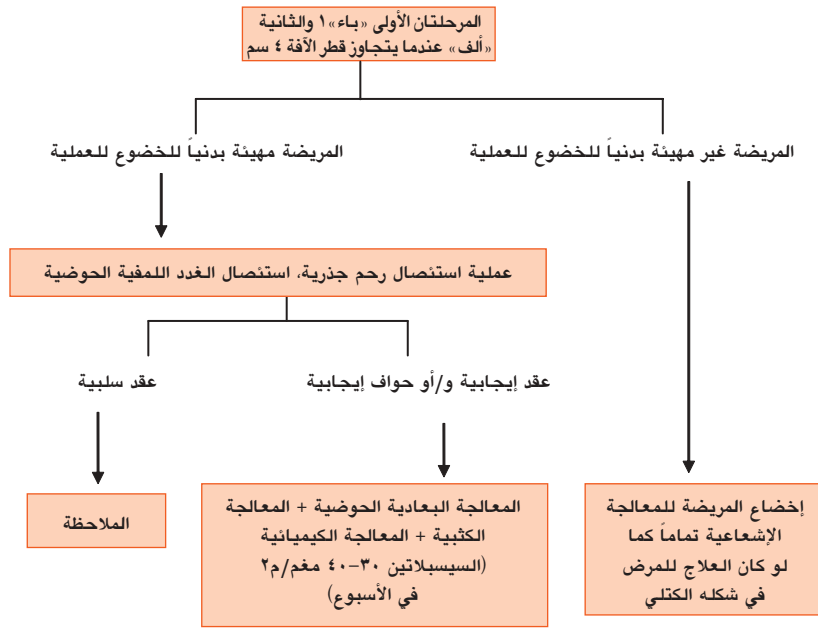 المرحلتان الأولى «باء»١ والثانية
«ألف» عندما يتجاوز قطر الآفة ٤ سم
المريضة غير مهيئة بدنياً للخضوع للعملية
المريضة مهيئة بدنياً للخضوع للعملية
عملية استئصال رحم جذرية، استئصال الغدد اللمفية الحوضية
عقد إيجابية و/أو حواف إيجابية
عقد سلبية
إخضاع المريضة للمعالجة
الإشعاعية تماماً كما
لو كان العلاج للمرض
في شكله الكتلي
المعالجة البعادية الحوضية + المعالجة
الكثبية + المعالجة الكيميائية
(السيسبلاتين ٣٠-٤٠ مغم/م٢
في الأسبوع)
الملاحظة